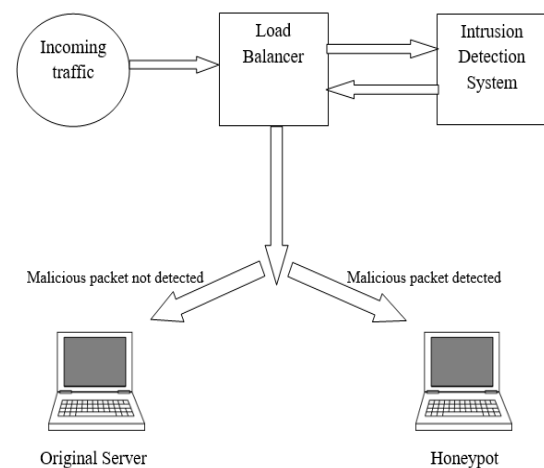 Incoming
traffic
Load
Balancer
Intrusion
Detection
System
Malicious packet not detected
Malicious packet detected
Original Server
Honeypot